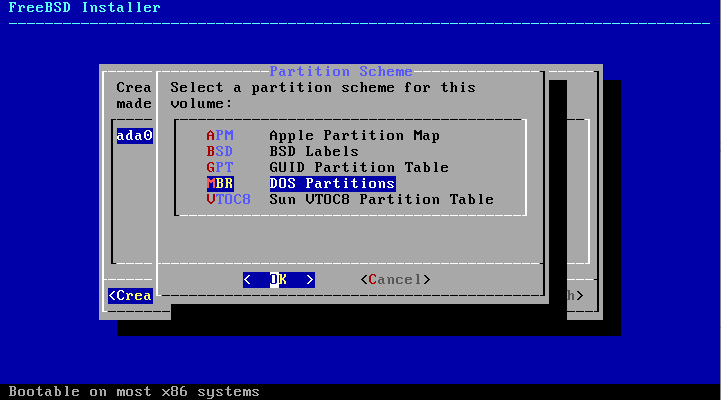 FreeBSD Installer
Partition Scheme
Crea
made
Select a partition scheme for this
volume:
ada0
APM Apple Partition Map
BSD BSD Labels
GPT GUID Partition Table
MBR DOS Partitions
VTOC8 Sun VTOC8 Partition Table
< OK > <Cancel>
<Crea h>
Bootable on most x86 systems